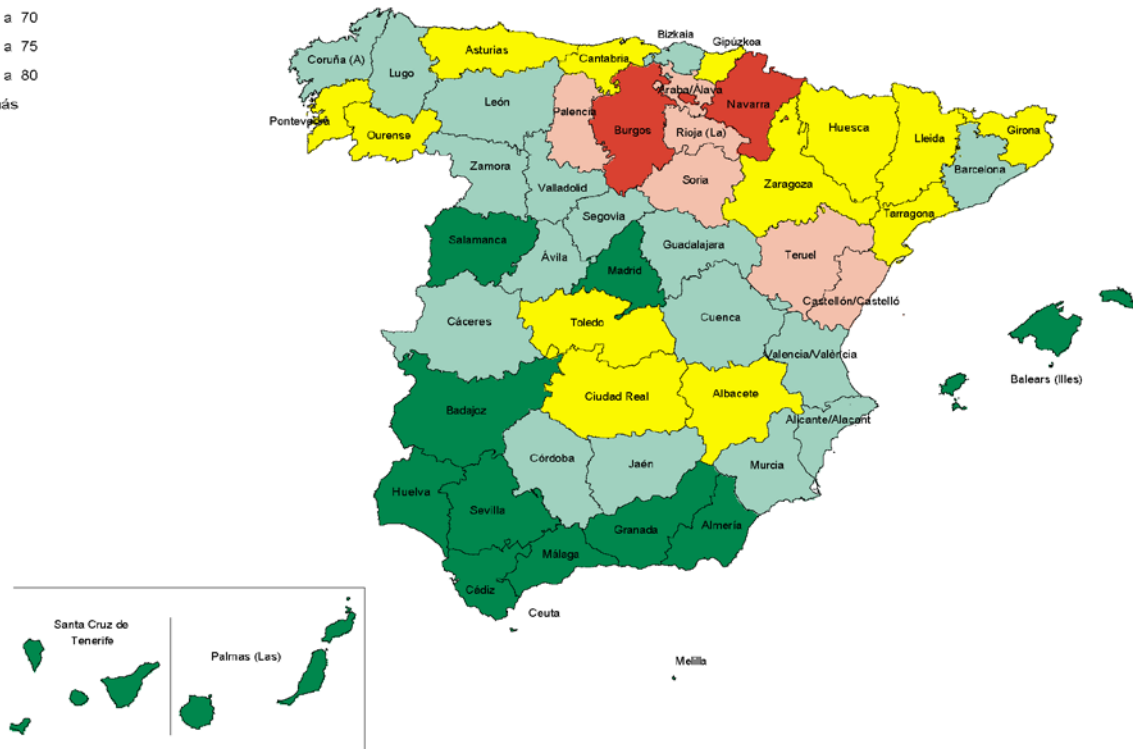 a 70
a 75
a 80
ás
Coruña (A)
Lugo
Asturias
Cantabria
Bizkaia
Gipúzkoa
Pontevedra
Ourense
León
Palencia
Burgos
Araba/Álava
Navarra
Rioja (La)
Huesca
Lleida
Girona
Barcelona
Zamora
Valladolid
Soria
Zaragoza
Tarragona
Segovia
Salamanca
Ávila
Madrid
Guadalajara
Teruel
Castellón/Castelló
Cáceres
Toledo
Cuenca
Valencia/Valéncia
Balears (Illes)
Badajoz
Ciudad Real
Albacete
Alicante/Alacant
Córdoba
Jaén
Murcia
Huelva
Sevilla
Granada
Almería
Málaga
Cádiz
Ceuta
Melilla
Santa Cruz de
Tenerife
Palmas (Las)